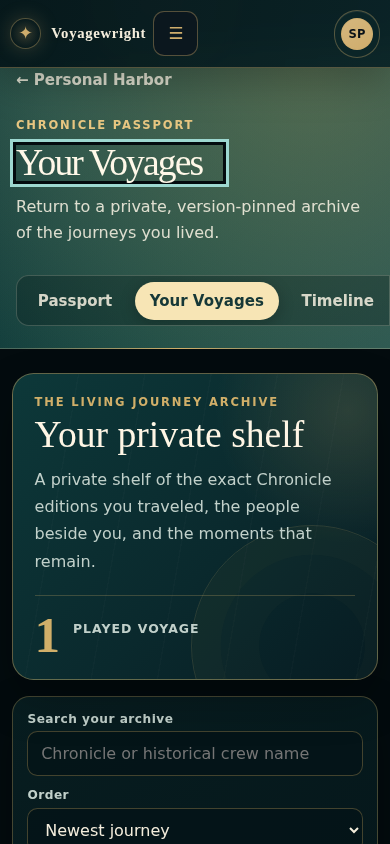 Voyagewright
☰
SP
← Personal Harbor
CHRONICLE PASSPORT
Your Voyages
Return to a private, version-pinned archive
of the journeys you lived.
Passport
Your Voyages
Timeline
THE LIVING JOURNEY ARCHIVE
Your private shelf
A private shelf of the exact Chronicle
editions you traveled, the people
beside you, and the moments that
remain.
1 PLAYED VOYAGE
Search your archive
Chronicle or historical crew name
Order
Newest journey